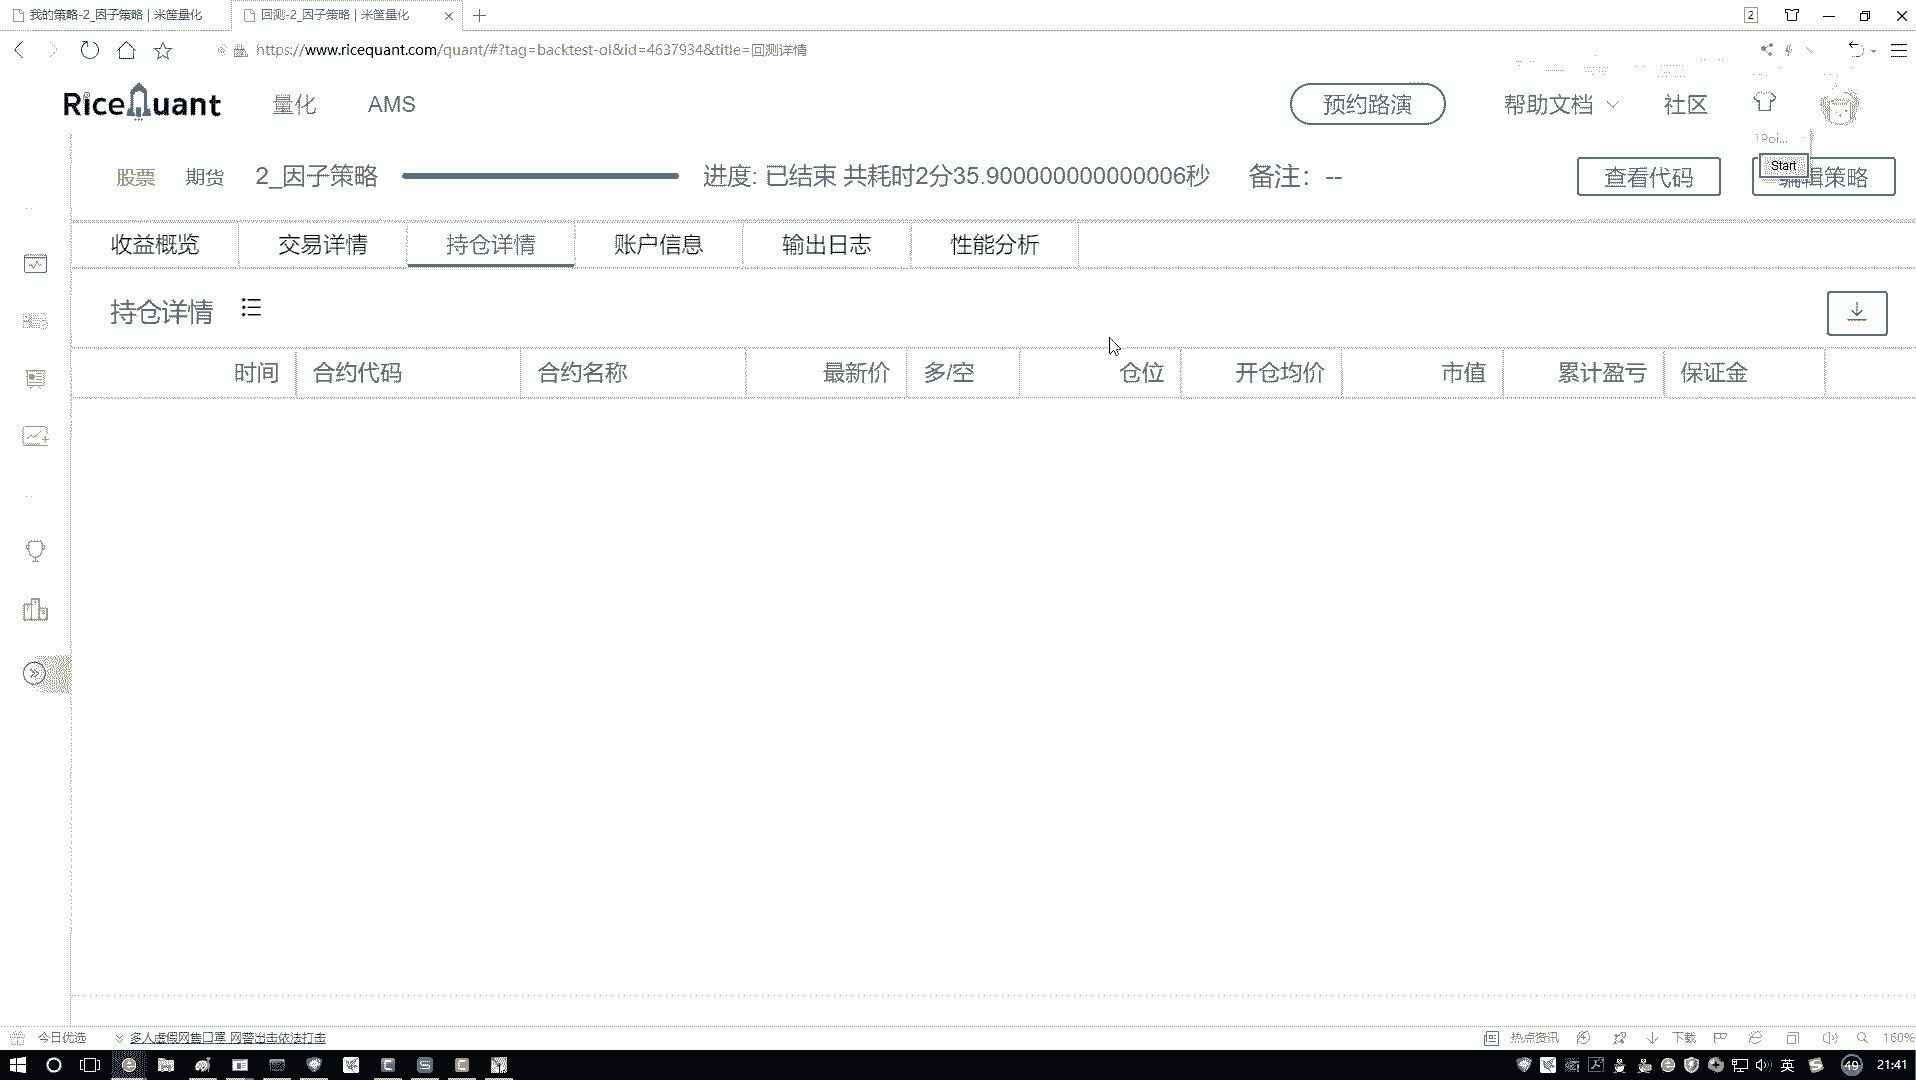 我的策略-2_因子策略 | 米筐量化
回测-2_因子策略 | 米筐量化
2
https://www.ricequant.com/quant/#?tag=backtest-ol&id=4637934&title=回测详情
RiceQuant
量化
AMS
预约路演
帮助文档
社区
Poi...
Start
股票
期货
2_因子策略
进度: 已结束 共耗时2分35.900000000000006秒
备注: --
查看代码
编辑策略
收益概览
交易详情
持仓详情
账户信息
输出日志
性能分析
持仓详情
时间
合约代码
合约名称
最新价
多/空
仓位
开仓均价
市值
累计盈亏
保证金
今日优选
多人虚假网售口罩 网警出击依法打击
热点资讯
下载
160%
英
49
21:41